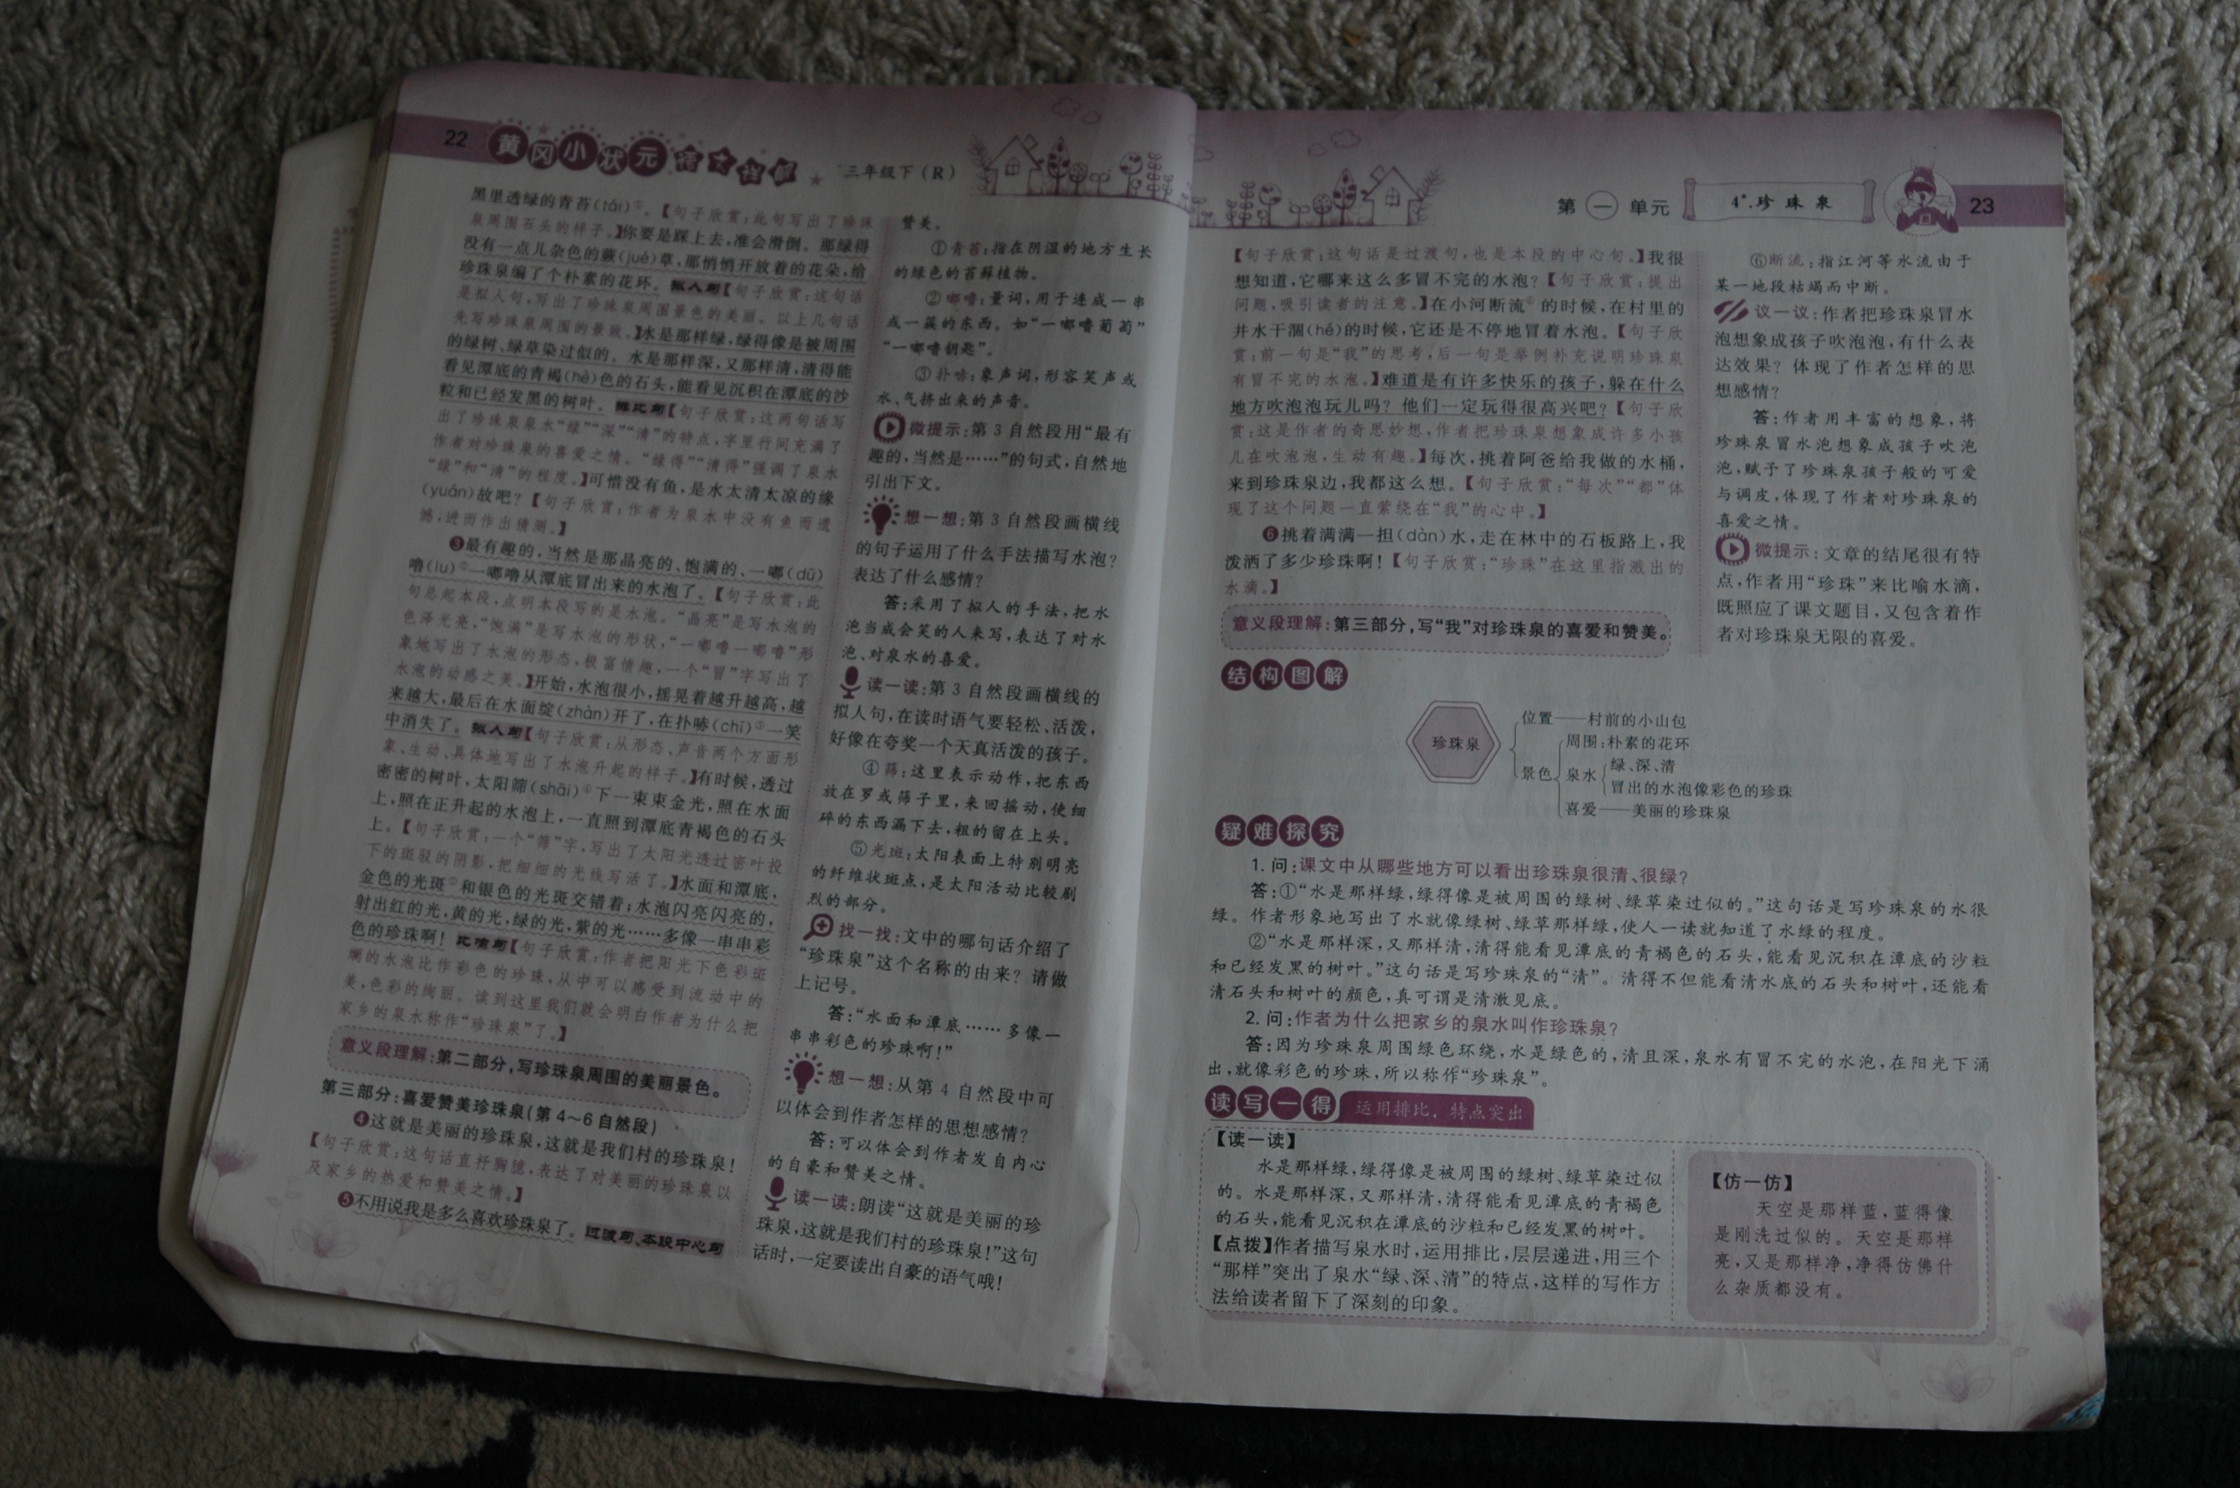 22 黄冈小状元 三年级下(R)
黑里透绿的青苔(tái)①。【句子欣赏:此句写出了珍珠
泉周围石头的样子。】你要是踩上去,准会滑倒。那绿得
没有一点儿杂色的蕨(jué)草,那悄悄开放着的花朵,给
珍珠泉编了个朴素的花环。拟人句【句子欣赏:这句话
是拟人句,写出了珍珠泉周围景色的美丽。以上几句话
先写珍珠泉周围的景致。】水是那样绿,绿得像是被周围
的绿树、绿草染过似的。水是那样深,又那样清,清得能
看见潭底的青褐(hè)色的石头,能看见沉积在潭底的沙
粒和已经发黑的树叶。排比句【句子欣赏:这两句话写
出了珍珠泉泉水“绿”“深”“清”的特点,字里行间充满了
作者对珍珠泉的喜爱之情。“绿得”“清得”强调了泉水
“绿”和“清”的程度。】可惜没有鱼,是水太清太凉的缘
(yuán)故吧?【句子欣赏:作者为泉水中没有鱼而遗
憾,进而作出猜测。】
❸最有趣的,当然是那晶亮的、饱满的、一嘟(dū)
噜(lu)②一嘟噜从潭底冒出来的水泡了。【句子欣赏:此
句总起本段,点明本段写的是水泡。“晶亮”是写水泡的
色泽光亮,“饱满”是写水泡的形状,“一嘟噜一嘟噜”形
象地写出了水泡的形态,极富情趣,一个“冒”字写出了
水泡的动感之美。】开始,水泡很小,摇晃着越升越高,越
来越大,最后在水面绽(zhàn)开了,在扑哧(chī)③一笑
中消失了。拟人句【句子欣赏:从形态、声音两个方面形
象、生动、具体地写出了水泡升起的样子。】有时候,透过
密密的树叶,太阳筛(shāi)④下一束束金光,照在水面
上,照在正升起的水泡上,一直照到潭底青褐色的石头
上。【句子欣赏:一个“筛”字,写出了太阳光透过密叶投
下的斑驳的阴影,把细细的光线写活了。】水面和潭底,
金色的光斑⑤和银色的光斑交错着;水泡闪亮闪亮的,
射出红的光,黄的光,绿的光,紫的光……多像一串串彩
色的珍珠啊!比喻句【句子欣赏:作者把阳光下色彩斑
斓的水泡比作彩色的珍珠,从中可以感受到流动中的
美,色彩的绚丽。读到这里我们就会明白作者为什么把
家乡的泉水称作“珍珠泉”了。】
意义段理解:第二部分,写珍珠泉周围的美丽景色。
第三部分:喜爱赞美珍珠泉(第4~6自然段)
❹这就是美丽的珍珠泉,这就是我们村的珍珠泉!
【句子欣赏:这句话直抒胸臆,表达了对美丽的珍珠泉以
及家乡的热爱和赞美之情。】
❺不用说我是多么喜欢珍珠泉了。过渡句、本段中心句
赞美。
①青苔:指在阴湿的地方生长
的绿色的苔藓植物。
②嘟噜:量词,用于连成一串
或一簇的东西。如“一嘟噜葡萄”
“一嘟噜钥匙”。
③扑哧:象声词,形容笑声或
水、气挤出来的声音。
微提示:第3自然段用“最有
趣的,当然是……”的句式,自然地
引出下文。
想一想:第3自然段画横线
的句子运用了什么手法描写水泡?
表达了什么感情?
答:采用了拟人的手法,把水
泡当成会笑的人来写,表达了对水
泡、对泉水的喜爱。
读一读:第3自然段画横线的
拟人句,在读时语气要轻松、活泼,
好像在夸奖一个天真活泼的孩子。
④筛:这里表示动作,把东西
放在罗或筛子里,来回摇动,使细
碎的东西漏下去,粗的留在上头。
⑤光斑:太阳表面上特别明亮
的纤维状斑点,是太阳活动比较剧
烈的部分。
找一找:文中的哪句话介绍了
“珍珠泉”这个名称的由来?请做
上记号。
答:“水面和潭底……多像一
串串彩色的珍珠啊!”
想一想:从第4自然段中可
以体会到作者怎样的思想感情?
答:可以体会到作者发自内心
的自豪和赞美之情。
读一读:朗读“这就是美丽的珍
珠泉,这就是我们村的珍珠泉!”这句
话时,一定要读出自豪的语气哦!
第一单元 4*.珍珠泉 23
【句子欣赏:这句话是过渡句,也是本段的中心句。】我很
想知道,它哪来这么多冒不完的水泡?【句子欣赏:提出
问题,吸引读者的注意。】在小河断流⑥的时候,在村里的
井水干涸(hé)的时候,它还是不停地冒着水泡。【句子欣
赏:前一句是“我”的思考;后一句是举例补充说明珍珠泉
有冒不完的水泡。】难道是有许多快乐的孩子,躲在什么
地方吹泡泡玩儿吗?他们一定玩得很高兴吧?【句子欣
赏:这是作者的奇思妙想,作者把珍珠泉想象成许多小孩
儿在吹泡泡,生动有趣。】每次,挑着阿爸给我做的水桶,
来到珍珠泉边,我都这么想。【句子欣赏:“每次”“都”体
现了这个问题一直萦绕在“我”的心中。】
❻挑着满满一担(dàn)水,走在林中的石板路上,我
泼洒了多少珍珠啊!【句子欣赏:“珍珠”在这里指溅出的
水滴。】
意义段理解:第三部分,写“我”对珍珠泉的喜爱和赞美。
⑥断流:指江河等水流由于
某一地段枯竭而中断。
议一议:作者把珍珠泉冒水
泡想象成孩子吹泡泡,有什么表
达效果?体现了作者怎样的思
想感情?
答:作者用丰富的想象,将
珍珠泉冒水泡想象成孩子吹泡
泡,赋予了珍珠泉孩子般的可爱
与调皮,体现了作者对珍珠泉的
喜爱之情。
微提示:文章的结尾很有特
点,作者用“珍珠”来比喻水滴,
既照应了课文题目,又包含着作
者对珍珠泉无限的喜爱。
结构图解
珍珠泉
位置——村前的小山包
景色
周围:朴素的花环
泉水
绿、深、清
冒出的水泡像彩色的珍珠
喜爱——美丽的珍珠泉
疑难探究
1.问:课文中从哪些地方可以看出珍珠泉很清、很绿?
答:①“水是那样绿,绿得像是被周围的绿树、绿草染过似的。”这句话是写珍珠泉的水很
绿。作者形象地写出了水就像绿树、绿草那样绿,使人一读就知道了水绿的程度。
②“水是那样深,又那样清,清得能看见潭底的青褐色的石头,能看见沉积在潭底的沙粒
和已经发黑的树叶。”这句话是写珍珠泉的“清”。清得不但能看清水底的石头和树叶,还能看
清石头和树叶的颜色,真可谓是清澈见底。
2.问:作者为什么把家乡的泉水叫作珍珠泉?
答:因为珍珠泉周围绿色环绕,水是绿色的,清且深,泉水有冒不完的水泡,在阳光下涌
出,就像彩色的珍珠,所以称作“珍珠泉”。
读写一得 运用排比,特点突出
【读一读】
水是那样绿,绿得像是被周围的绿树、绿草染过似
的。水是那样深,又那样清,清得能看见潭底的青褐色
的石头,能看见沉积在潭底的沙粒和已经发黑的树叶。
【点拨】作者描写泉水时,运用排比,层层递进,用三个
“那样”突出了泉水“绿、深、清”的特点,这样的写作方
法给读者留下了深刻的印象。
【仿一仿】
天空是那样蓝,蓝得像
是刚洗过似的。天空是那样
亮,又是那样净,净得仿佛什
么杂质都没有。